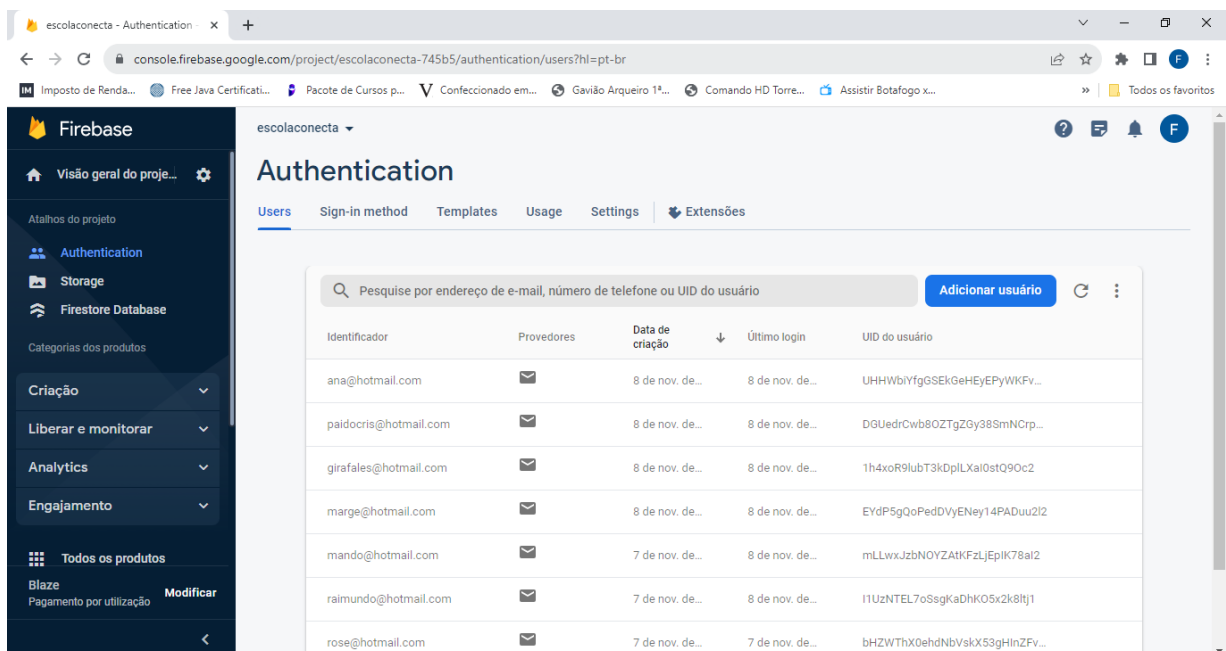 escolaconecta - Authentication -
console.firebase.google.com/project/escolaconecta-745b5/authentication/users?hl=pt-br
F
IM Imposto de Renda... Free Java Certificati... Pacote de Cursos p... V Confeccionado em... Gavião Arqueiro 1ª... Comando HD Torre... Assistir Botafogo x... » Todos os favoritos
Firebase
Visão geral do proje...
Atalhos do projeto
Authentication
Storage
Firestore Database
Categorias dos produtos
Criação
Liberar e monitorar
Analytics
Engajamento
Todos os produtos
Blaze
Pagamento por utilização
Modificar
escolaconecta
F
Authentication
Users Sign-in method Templates Usage Settings Extensões
Pesquise por endereço de e-mail, número de telefone ou UID do usuário
Adicionar usuário
Identificador Provedores Data de criação Último login UID do usuário
ana@hotmail.com 8 de nov. de... 8 de nov. de... UHHWbiYfgGSEkGeHEyEPyWKFv...
paidocris@hotmail.com 8 de nov. de... 8 de nov. de... DGUedrCwb8OZTgZGy38SmNCrp...
girafales@hotmail.com 8 de nov. de... 8 de nov. de... 1h4xoR9lubT3kDplLXaI0stQ9Oc2
marge@hotmail.com 8 de nov. de... 8 de nov. de... EYdP5gQoPedDVyENey14PADuu2l2
mando@hotmail.com 7 de nov. de... 8 de nov. de... mLLwxJzbNOYZAtKFzLjEpIK78aI2
raimundo@hotmail.com 7 de nov. de... 8 de nov. de... I1UzNTEL7oSsgKaDhKO5x2k8ltj1
rose@hotmail.com 7 de nov. de... 7 de nov. de... bHZWThX0ehdNbVskX53gHInZFv...